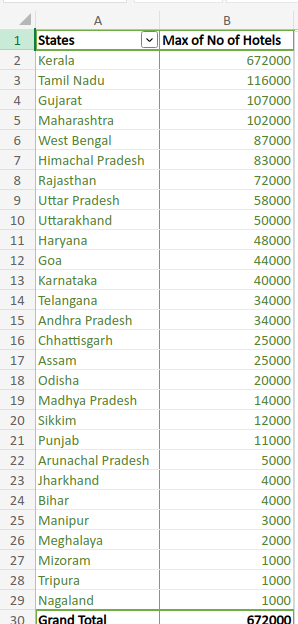 A B
1 States Max of No of Hotels
2 Kerala 672000
3 Tamil Nadu 116000
4 Gujarat 107000
5 Maharashtra 102000
6 West Bengal 87000
7 Himachal Pradesh 83000
8 Rajasthan 72000
9 Uttar Pradesh 58000
10 Uttarakhand 50000
11 Haryana 48000
12 Goa 44000
13 Karnataka 40000
14 Telangana 34000
15 Andhra Pradesh 34000
16 Chhattisgarh 25000
17 Assam 25000
18 Odisha 20000
19 Madhya Pradesh 14000
20 Sikkim 12000
21 Punjab 11000
22 Arunachal Pradesh 5000
23 Jharkhand 4000
24 Bihar 4000
25 Manipur 3000
26 Meghalaya 2000
27 Mizoram 1000
28 Tripura 1000
29 Nagaland 1000
30 Grand Total 672000